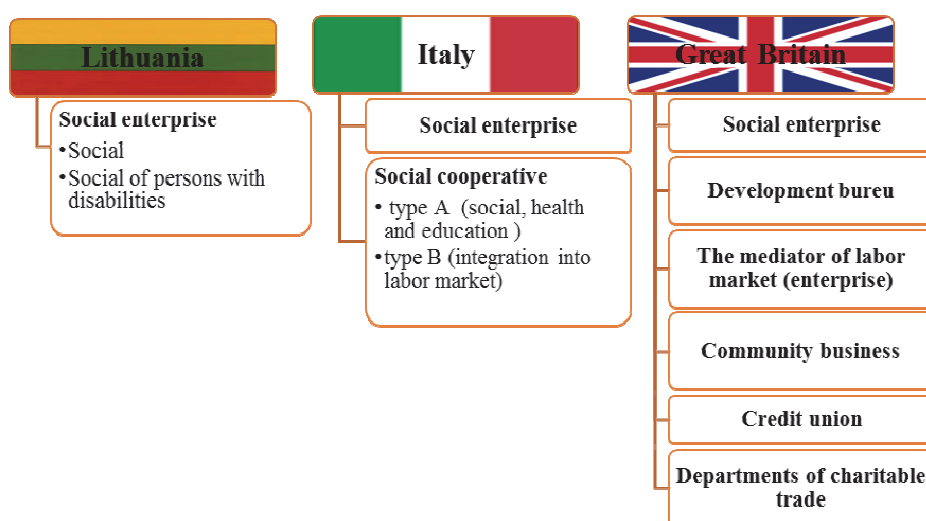 Lithuania
Social enterprise
•Social
•Social of persons with
disabilities
Italy
Social enterprise
Social cooperative
• type A (social, health
and education )
•type B (integration into
labor market)
Great Britain
Social enterprise
Development bureu
The mediator of labor
market (enterprise)
Community business
Credit union
Departments of charitable
trade